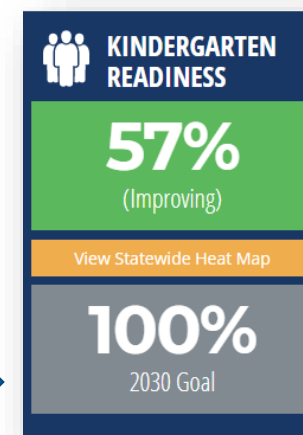 KINDERGARTEN
READINESS
57%
(Improving)
View Statewide Heat Map
100%
2030 Goal